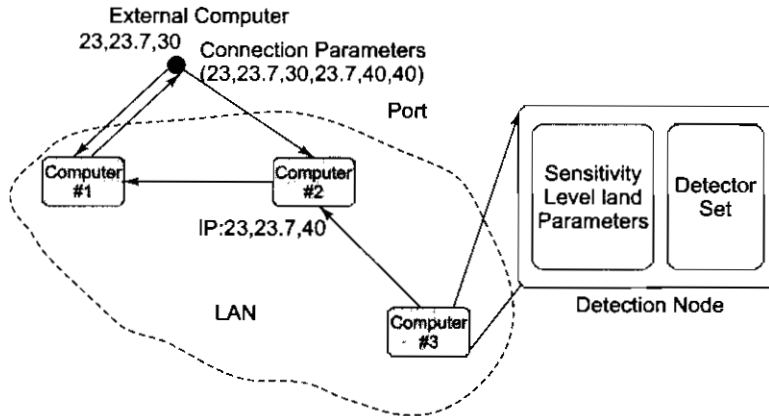 External Computer
23,23.7,30
Connection Parameters
(23,23.7,30,23.7,40,40)
Port
Computer
#1
Computer
#2
Sensitivity
Level land
Parameters
Detector
Set
IP:23,23.7,40
LAN
Computer
#3
Detection Node